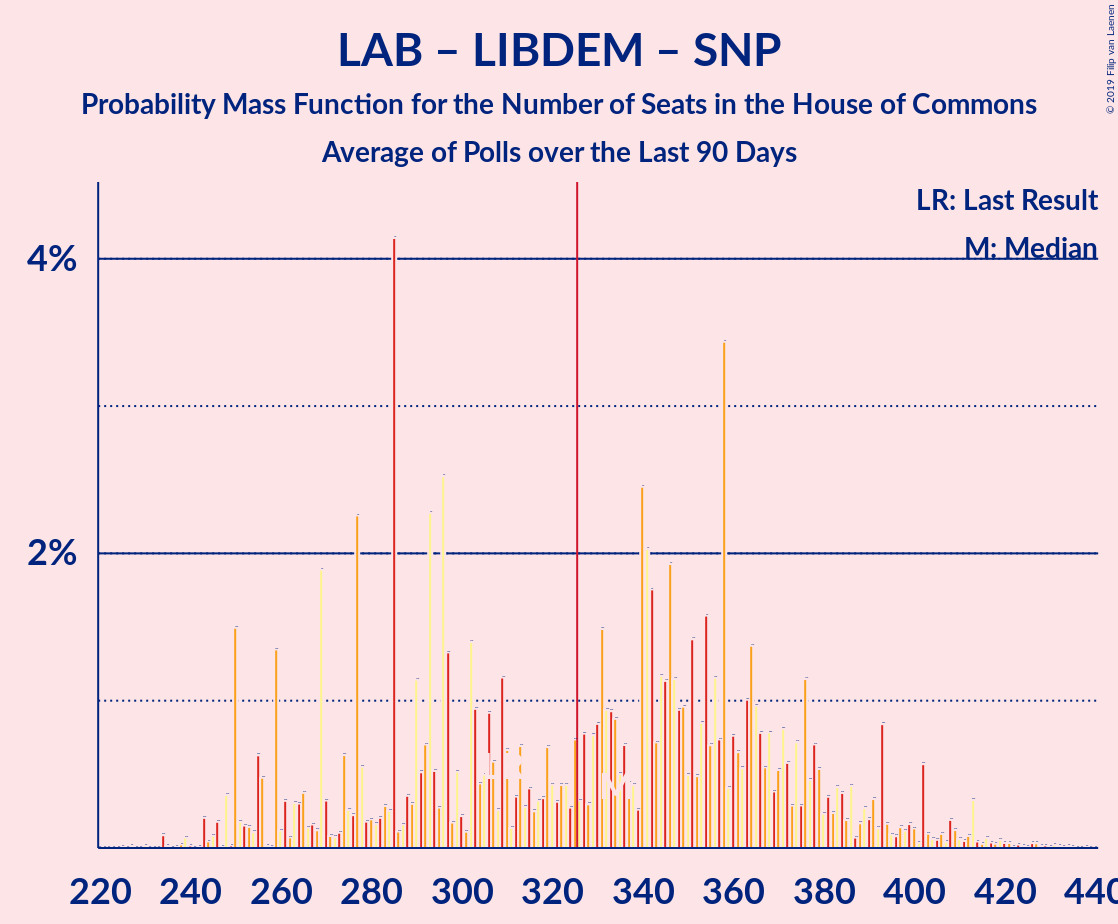 LAB – LIBDEM – SNP
Probability Mass Function for the Number of Seats in the House of Commons
Average of Polls over the Last 90 Days
© 2019 Filip van Laenen
LR: Last Result
M: Median
4%
2%
LR
M
220 240 260 280 300 320 340 360 380 400 420 440